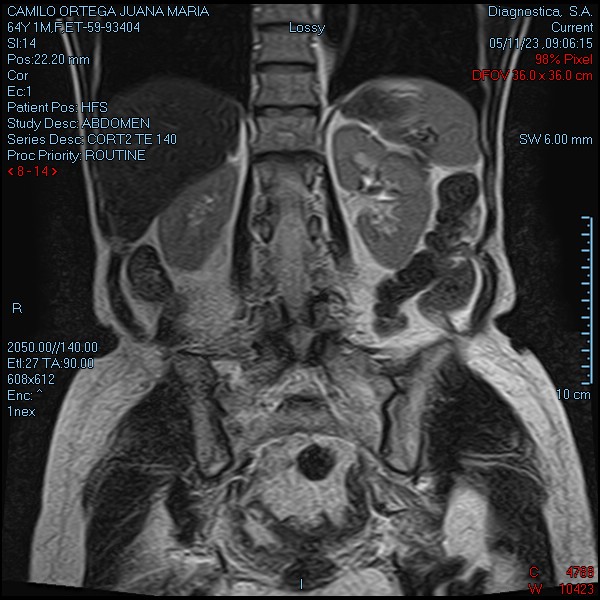 CAMILO ORTEGA JUANA MARIA
64Y 1M,F,ET-59-93404
Sl:14
Pos:22.20 mm
Cor
Ec:1
Patient Pos: HFS
Study Desc: ABDOMEN
Series Desc: CORT2 TE 140
Proc Priority: ROUTINE
< 8 - 14 >
Lossy
Diagnostica, S.A.
Current
05/11/23 ,09:06:15
98% Pixel
DFOV 36.0 x 36.0 cm
SW 6.00 mm
R
2050.00//140.00
Etl:27 TA:90.00
608x612
Enc: ^
1nex
10 cm
C 4789
W 10423